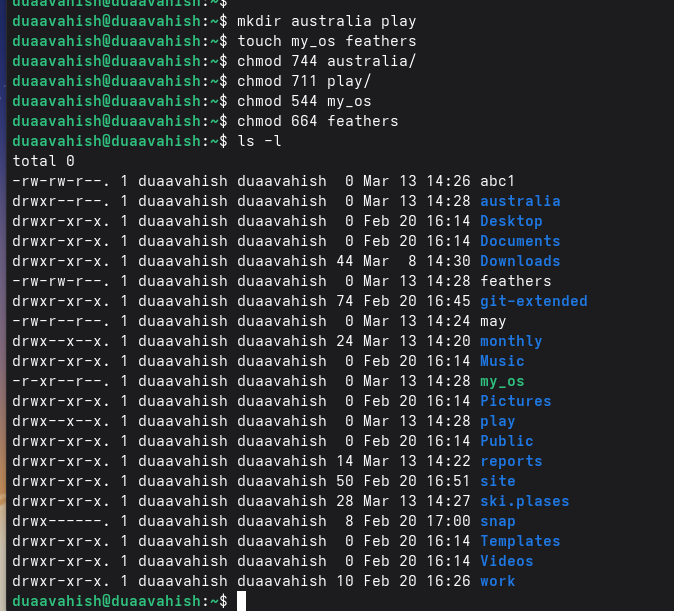 duaavahish@duaavahish:~$
duaavahish@duaavahish:~$ mkdir australia play
duaavahish@duaavahish:~$ touch my_os feathers
duaavahish@duaavahish:~$ chmod 744 australia/
duaavahish@duaavahish:~$ chmod 711 play/
duaavahish@duaavahish:~$ chmod 544 my_os
duaavahish@duaavahish:~$ chmod 664 feathers
duaavahish@duaavahish:~$ ls -l
total 0
-rw-rw-r--. 1 duaavahish duaavahish  0 Mar 13 14:26 abc1
drwxr--r--. 1 duaavahish duaavahish  0 Mar 13 14:28 australia
drwxr-xr-x. 1 duaavahish duaavahish  0 Feb 20 16:14 Desktop
drwxr-xr-x. 1 duaavahish duaavahish  0 Feb 20 16:14 Documents
drwxr-xr-x. 1 duaavahish duaavahish 44 Mar  8 14:30 Downloads
-rw-rw-r--. 1 duaavahish duaavahish  0 Mar 13 14:28 feathers
drwxr-xr-x. 1 duaavahish duaavahish 74 Feb 20 16:45 git-extended
-rw-r--r--. 1 duaavahish duaavahish  0 Mar 13 14:24 may
drwx--x--x. 1 duaavahish duaavahish 24 Mar 13 14:20 monthly
drwxr-xr-x. 1 duaavahish duaavahish  0 Feb 20 16:14 Music
-r-xr--r--. 1 duaavahish duaavahish  0 Mar 13 14:28 my_os
drwxr-xr-x. 1 duaavahish duaavahish  0 Feb 20 16:14 Pictures
drwx--x--x. 1 duaavahish duaavahish  0 Mar 13 14:28 play
drwxr-xr-x. 1 duaavahish duaavahish  0 Feb 20 16:14 Public
drwxr-xr-x. 1 duaavahish duaavahish 14 Mar 13 14:22 reports
drwxr-xr-x. 1 duaavahish duaavahish 50 Feb 20 16:51 site
drwxr-xr-x. 1 duaavahish duaavahish 28 Mar 13 14:27 ski.plases
drwx------. 1 duaavahish duaavahish  8 Feb 20 17:00 snap
drwxr-xr-x. 1 duaavahish duaavahish  0 Feb 20 16:14 Templates
drwxr-xr-x. 1 duaavahish duaavahish  0 Feb 20 16:14 Videos
drwxr-xr-x. 1 duaavahish duaavahish 10 Feb 20 16:26 work
duaavahish@duaavahish:~$